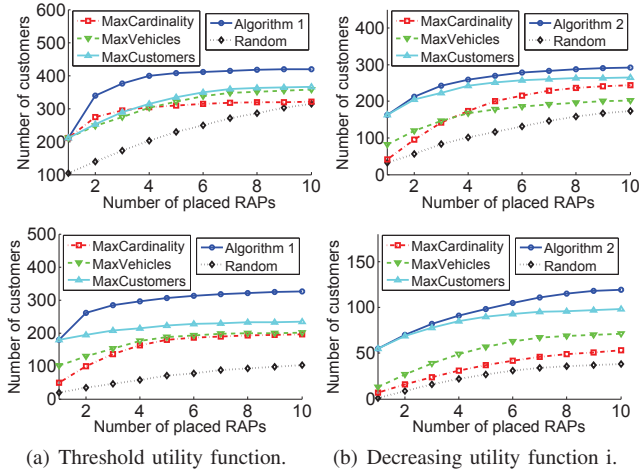 600
500
400
300
200
100
Number of customers
MaxCardinality
MaxVehicles
MaxCustomers
Algorithm 1
Random
2 4 6 8 10
Number of placed RAPs
450
400
300
200
100
0
Number of customers
MaxCardinality
MaxVehicles
MaxCustomers
Algorithm 2
Random
2 4 6 8 10
Number of placed RAPs
500
400
300
200
100
0
Number of customers
MaxCardinality
MaxVehicles
MaxCustomers
Algorithm 1
Random
2 4 6 8 10
Number of placed RAPs
200
150
100
50
0
Number of customers
MaxCardinality
MaxVehicles
MaxCustomers
Algorithm 2
Random
2 4 6 8 10
Number of placed RAPs
(a) Threshold utility function.
(b) Decreasing utility function i.